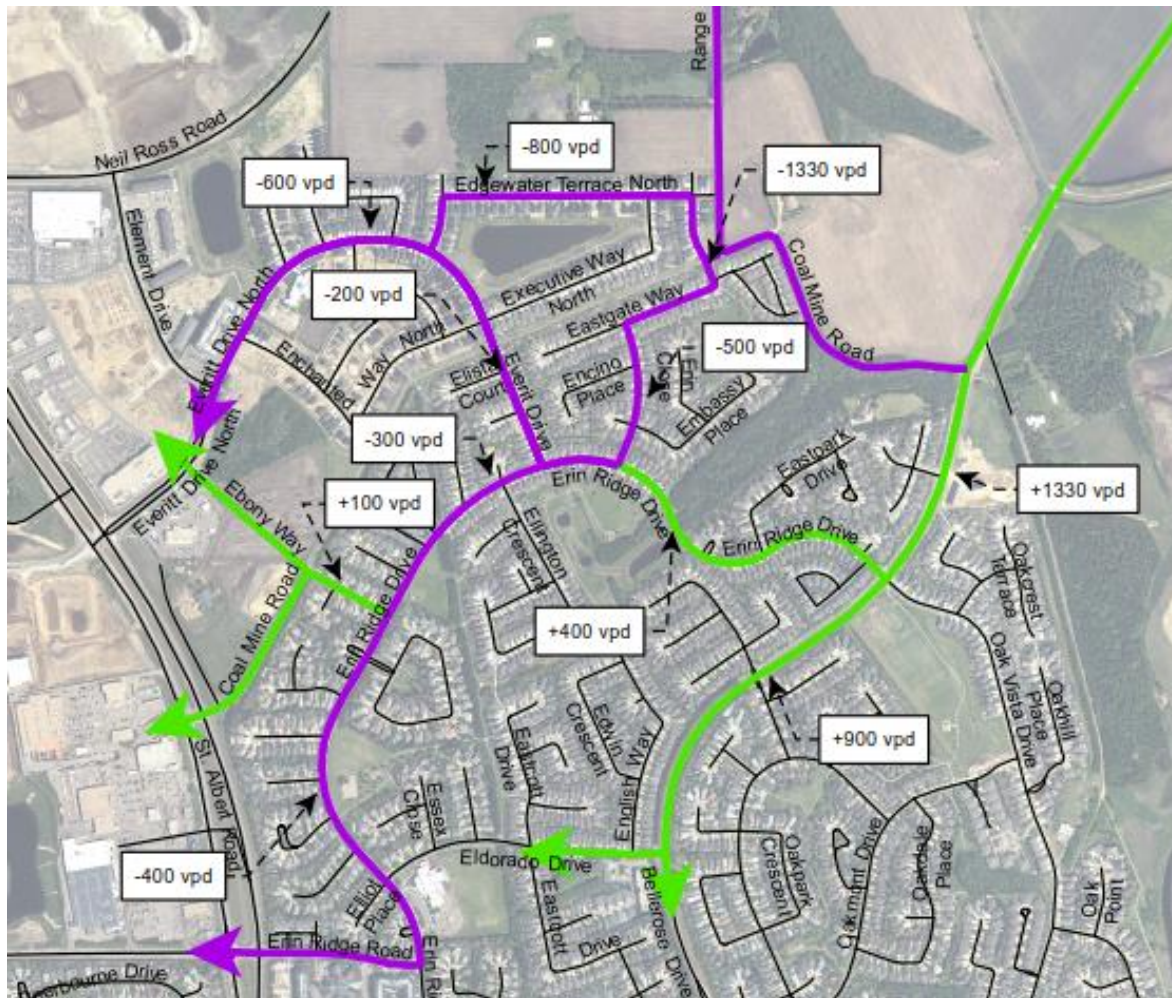 Range
Neil Ross Road
-800 vpd
-600 vpd
Edgewater Terrace North
-1330 vpd
Element Drive
Everitt Drive North
-200 vpd
Executive Way
North
Eastgate Way
Coal Mine Road
Enchanted
Way North
Elista
Court
Everitt Drive
Encino
Place
Erin
Close
-500 vpd
Embassy
Place
-300 vpd
Everitt Drive North
Ebony Way
+100 vpd
Erin Ridge Drive
Eastpark
Drive
+1330 vpd
Ellington
Crescent
Erin Ridge Drive
Oakcrest
Terrace
Coal Mine Road
Erin Ridge Drive
+400 vpd
Oak Vista Drive
Oakhill
Place
Edwin
Crescent
English Way
+900 vpd
St. Albert
Road
Eastcott
Drive
Essex
Close
-400 vpd
Eldorado Drive
Elliot
Place
Oakpark
Crescent
Oakmont Drive
Oakdale
Place
Oak
Point
Bellerose Drive
Eastcott
Drive
Erin Ridge Road
Erin Ri
erbourne Drive